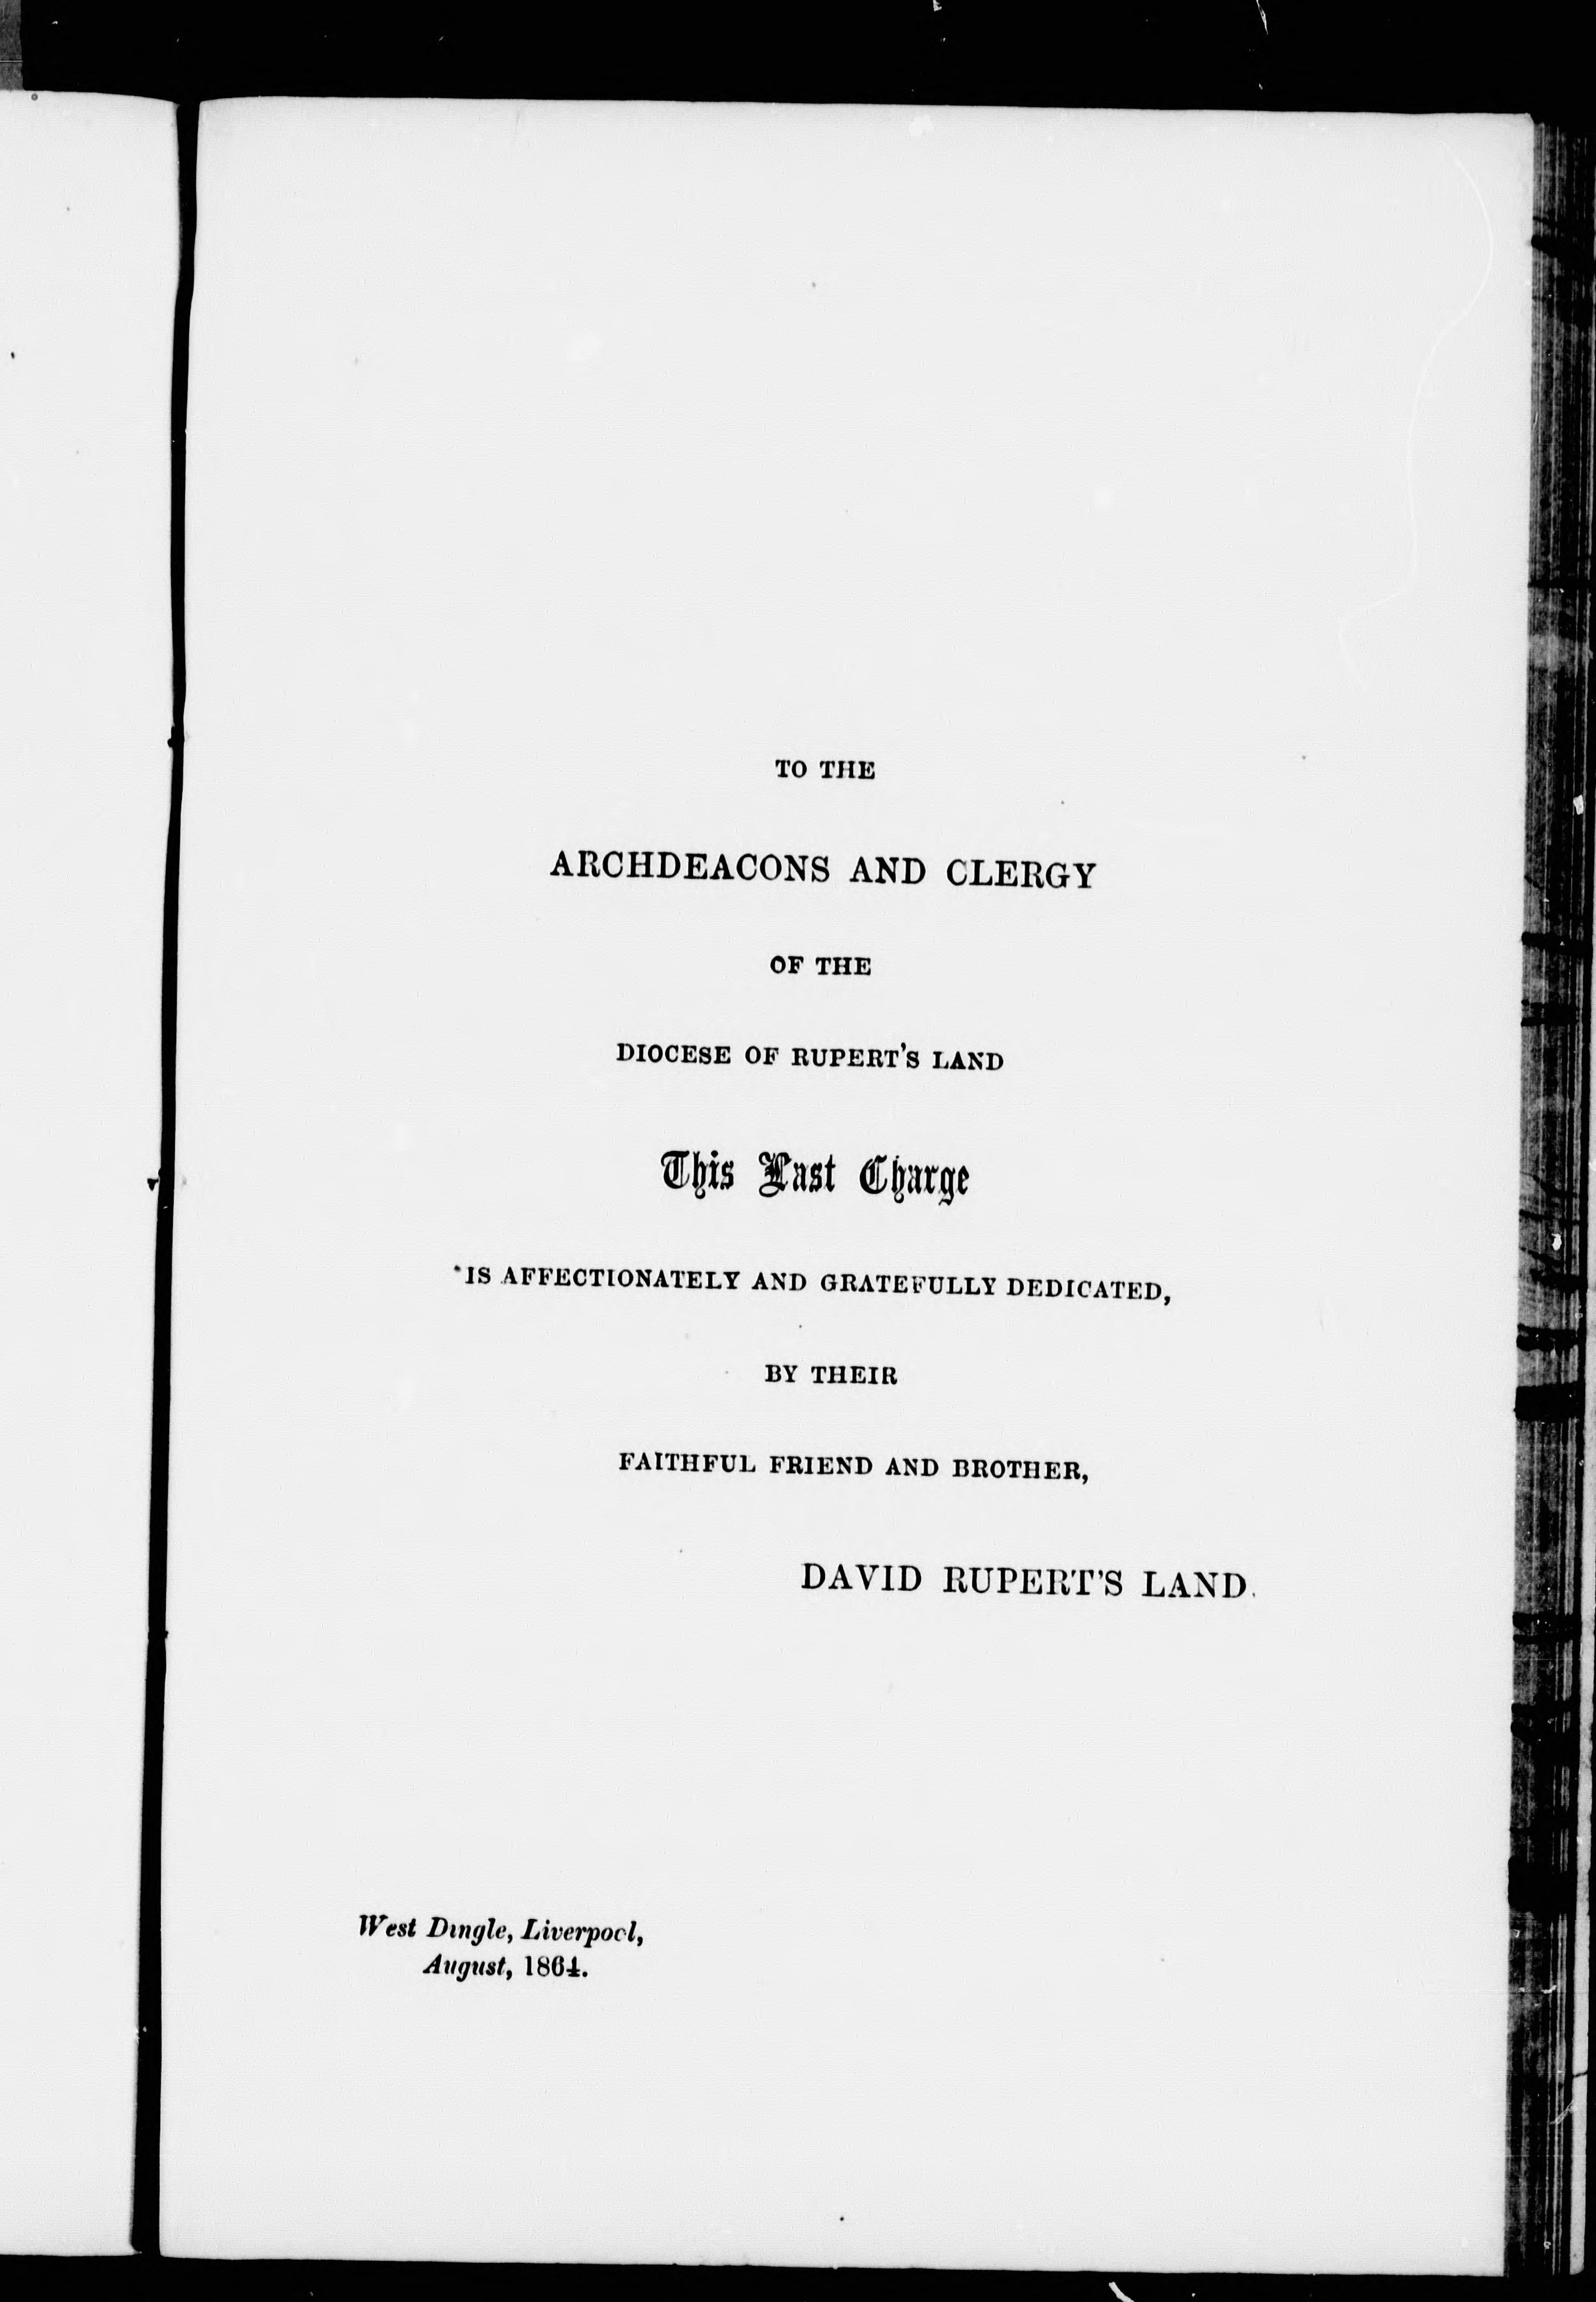 TO THE
ARCHDEACONS AND CLERGY
OF THE
DIOCESE OF RUPERT'S LAND
This Last Charge
IS AFFECTIONATELY AND GRATEFULLY DEDICATED,
BY THEIR
FAITHFUL FRIEND AND BROTHER,
DAVID RUPERT'S LAND.
West Dingle, Liverpool,
August, 1864.